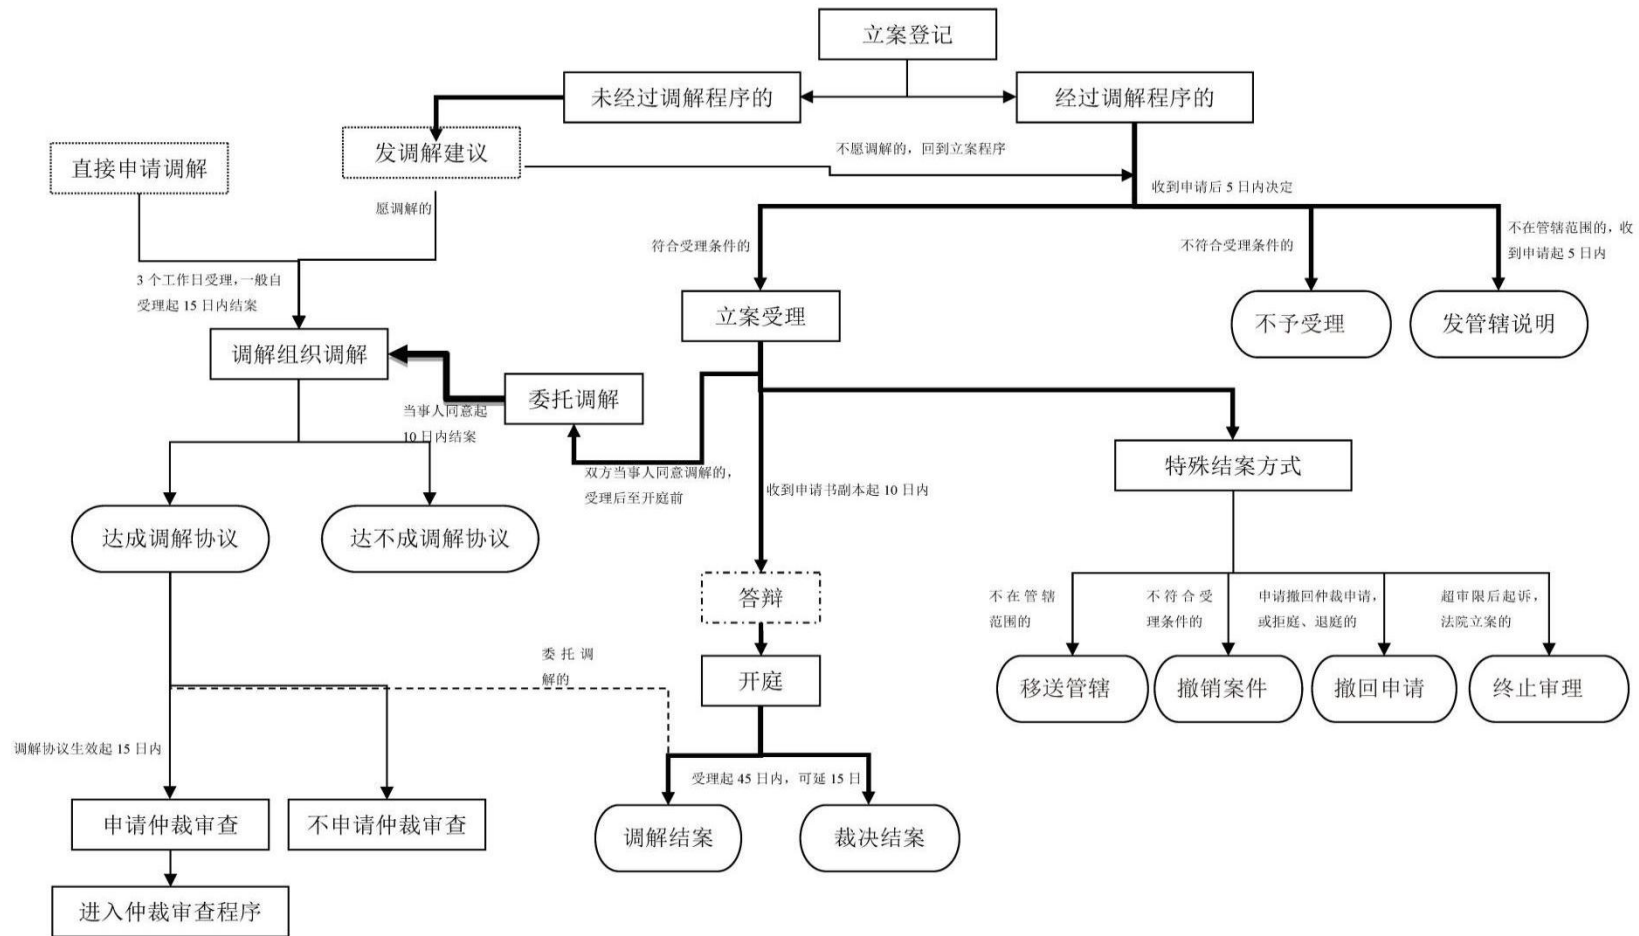 立案登记
未经过调解程序的
经过调解程序的
直接申请调解
发调解建议
不愿调解的，回到立案程序
收到申请后 5 日内决定
愿调解的
符合受理条件的
不符合受理条件的
不在管辖范围的，收
到申请起 5 日内
3 个工作日受理，一般自
受理起 15 日内结案
立案受理
不予受理
发管辖说明
调解组织调解
委托调解
当事人同意起
10 日内结案
双方当事人同意调解的，
受理后至开庭前
收到申请书副本起 10 日内
特殊结案方式
达成调解协议
达不成调解协议
答辩
不在管辖
范围的
不符合受
理条件的
申请撤回仲裁申请，
或拒庭、退庭的
超审限后起诉，
法院立案的
委托调
解的
开庭
移送管辖
撤销案件
撤回申请
终止审理
调解协议生效起 15 日内
受理起 45 日内，可延 15 日
申请仲裁审查
不申请仲裁审查
调解结案
裁决结案
进入仲裁审查程序